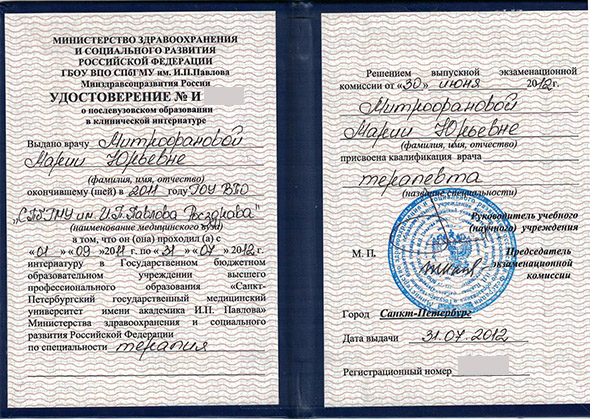 МИНИСТЕРСТВО ЗДРАВООХРАНЕНИЯ
И СОЦИАЛЬНОГО РАЗВИТИЯ
РОССИЙСКОЙ ФЕДЕРАЦИИ
ГБОУ ВПО СПбГМУ им. И.П.Павлова
Минздравсоцразвития России
УДОСТОВЕРЕНИЕ № И
о послевузовском образовании
в клинической интернатуре
Выдано врачу Митрофановой
Марии Юрьевне
(фамилия, имя, отчество)
окончившему (шей) в 2011 году ГОУ ВПО
„СПбГМУ им. И.П.Павлова Росздрава"
(наименование медицинского вуза)
в том, что он (она) проходил (а) с
«01» «09» 2011 г. по «31» «07» 2012 г.
интернатуру в Государственном бюджетном
образовательном учреждении высшего
профессионального образования «Санкт-
Петербургский государственный медицинский
университет имени академика И.П. Павлова»
Министерства здравоохранения и социального
развития Российской Федерации
по специальности терапия
Решением выпускной экзаменационной
комиссии от «30» июня 2012 г.
Митрофановой
Марии Юрьевне
(фамилия, имя, отчество)
присвоена квалификация врача
терапевта
(название специальности)
Руководитель учебного
(научного) учреждения
М. П.
Председатель
экзаменационной
комиссии
Город Санкт-Петербург
Дата выдачи 31.07.2012
Регистрационный номер